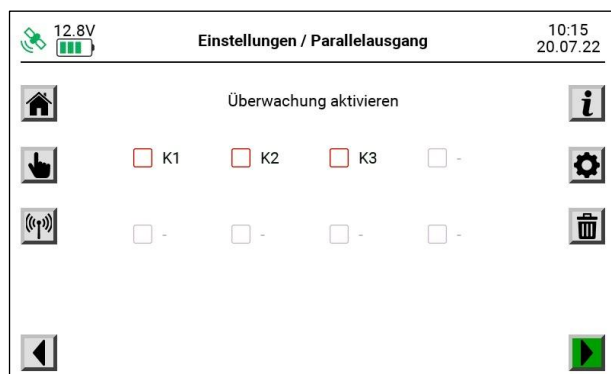 12.8V
Einstellungen / Parallelausgang
10:15
20.07.22
Überwachung aktivieren
K1 K2 K3 -
- - - -